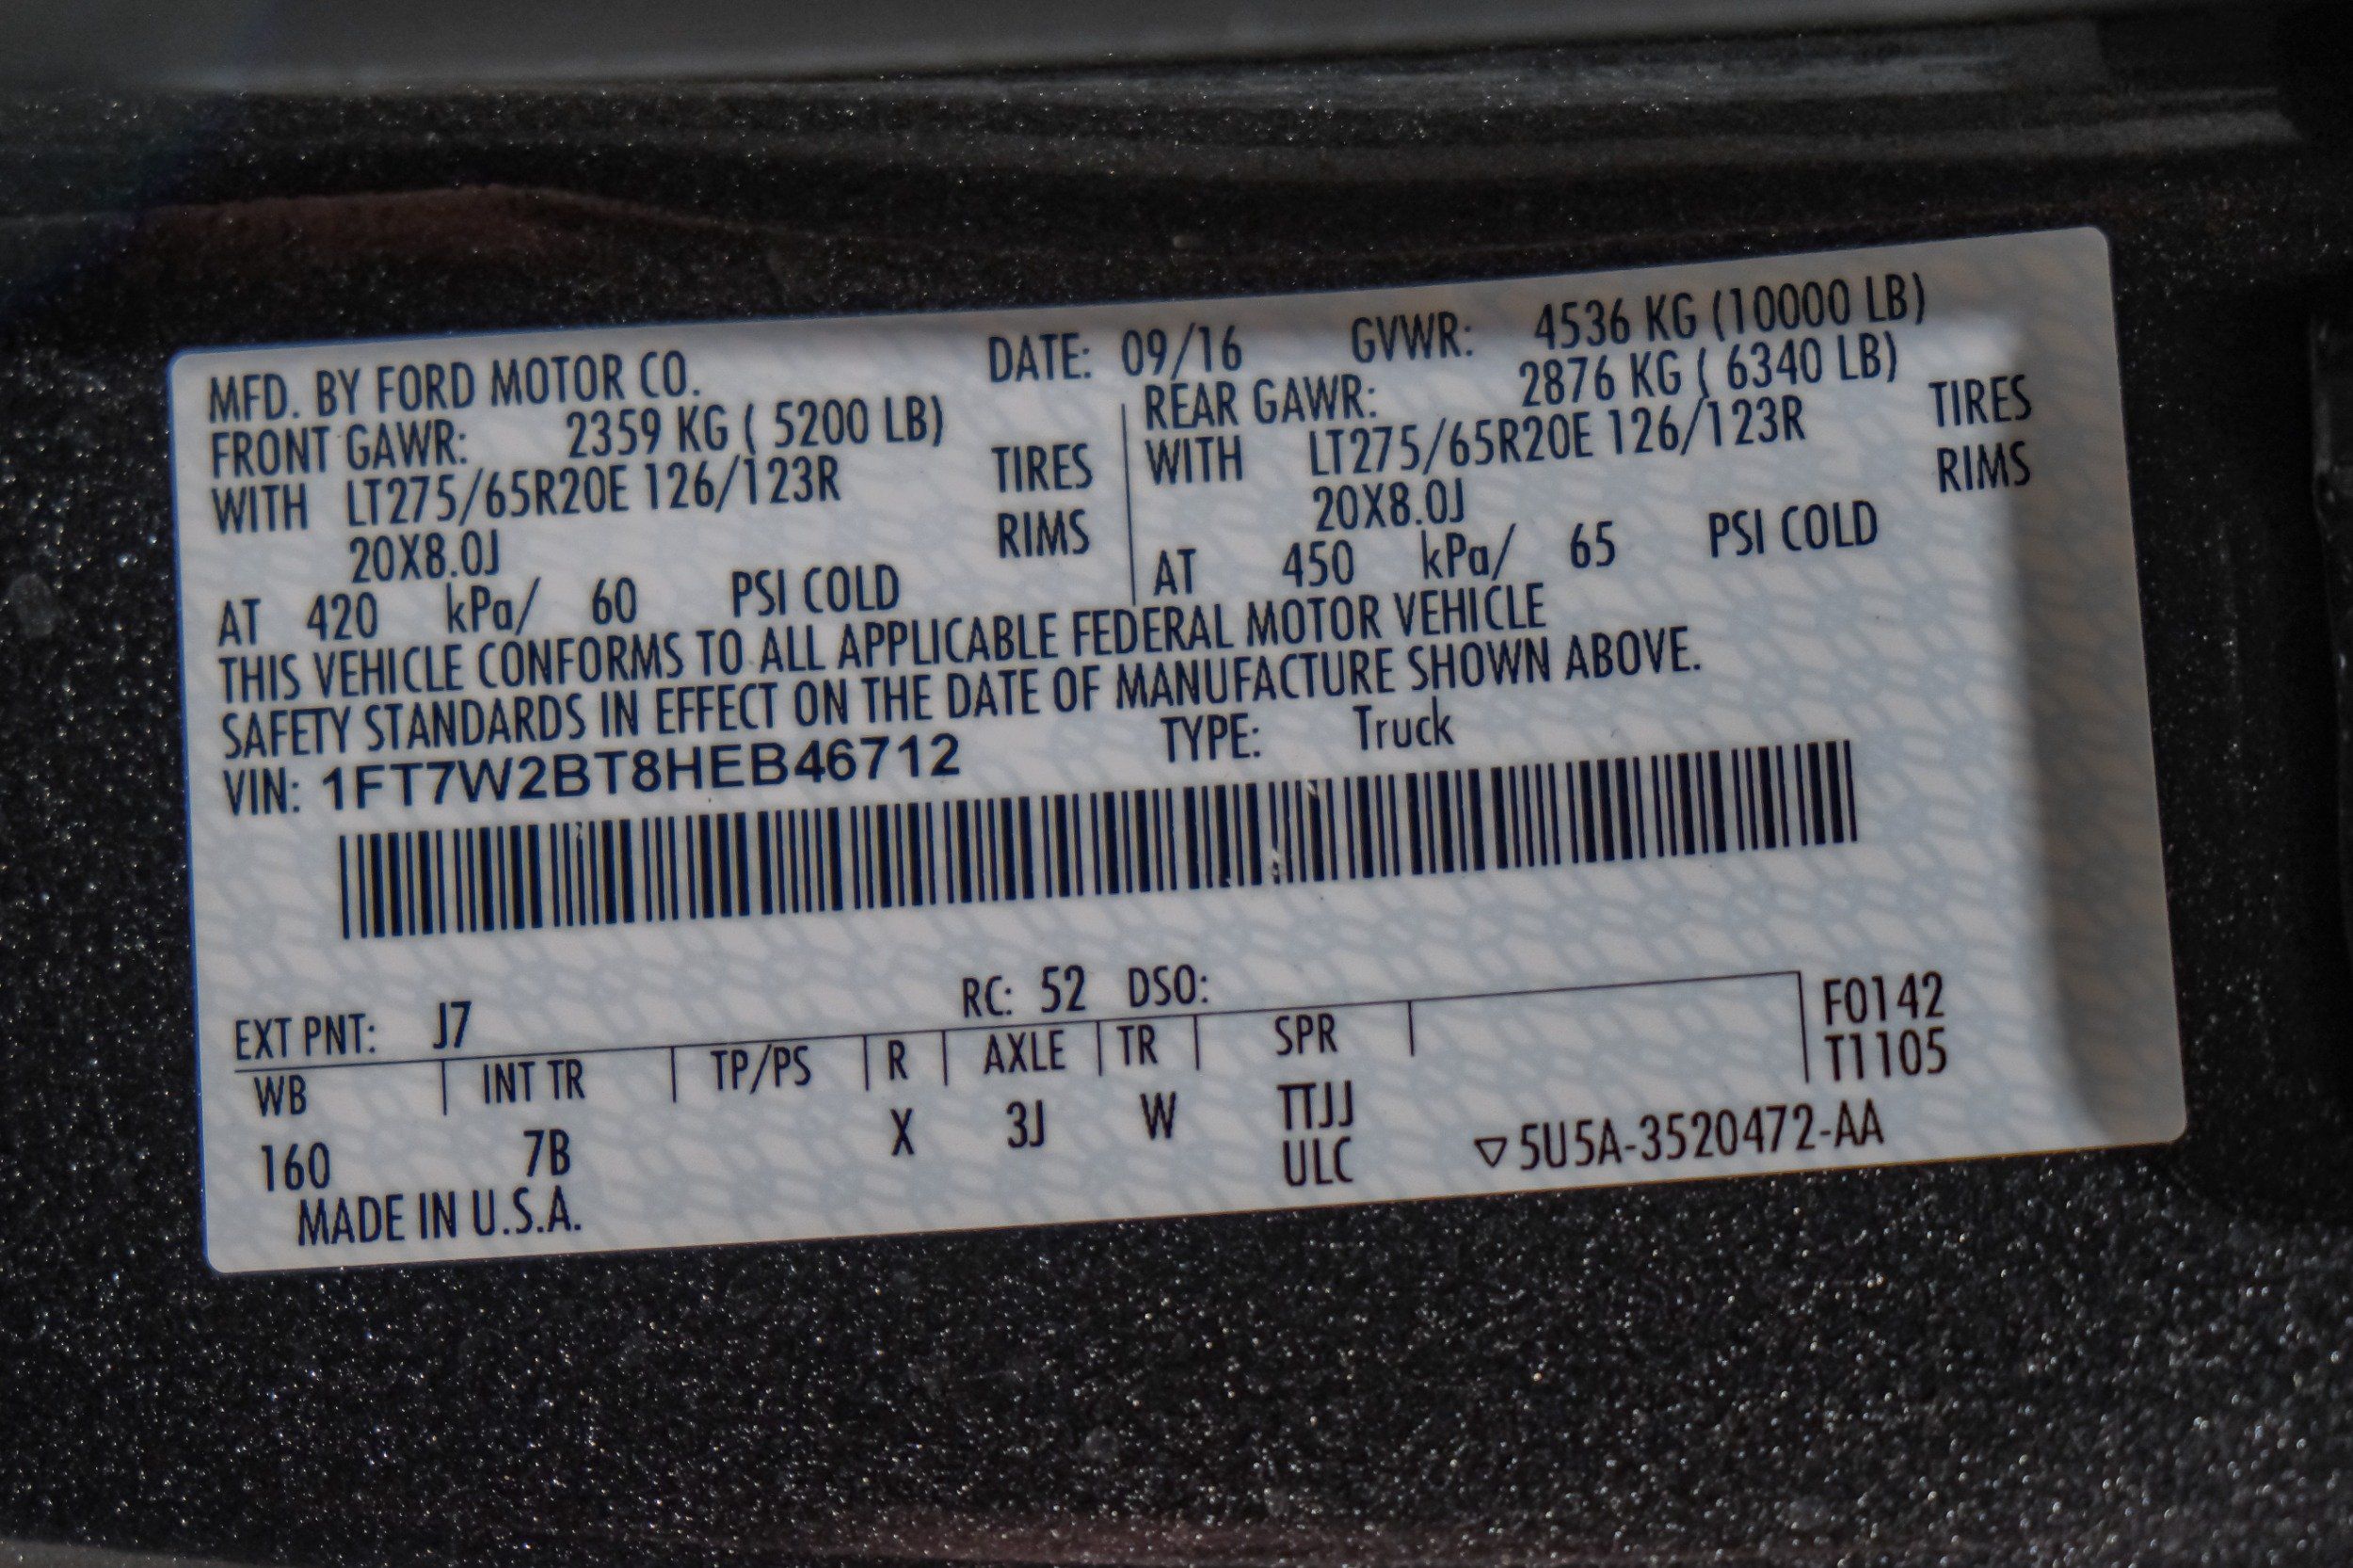 MFD. BY FORD MOTOR CO. DATE: 09/16 GVWR: 4536 KG (10000 LB)
FRONT GAWR: 2359 KG ( 5200 LB) REAR GAWR: 2876 KG ( 6340 LB)
WITH LT275/65R20E 126/123R TIRES WITH LT275/65R20E 126/123R TIRES
20X8.0J RIMS 20X8.0J RIMS
AT 420 kPa/ 60 PSI COLD AT 450 kPa/ 65 PSI COLD
THIS VEHICLE CONFORMS TO ALL APPLICABLE FEDERAL MOTOR VEHICLE
SAFETY STANDARDS IN EFFECT ON THE DATE OF MANUFACTURE SHOWN ABOVE.
VIN: 1FT7W2BT8HEB46712 TYPE: Truck
EXT PNT: J7 RC: 52 DSO:
WB INT TR TP/PS R AXLE TR SPR F0142
T1105
160 7B X 3J W TTJJ
ULC ▽5U5A-3520472-AA
MADE IN U.S.A.